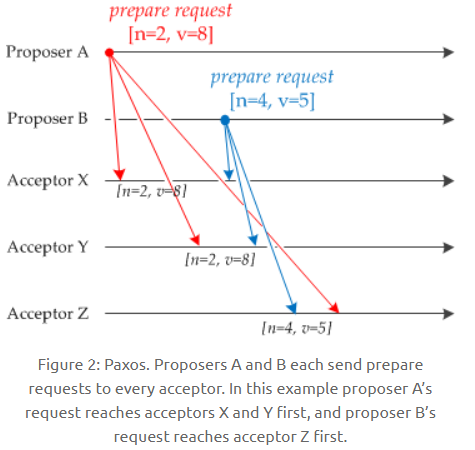 prepare request
[n=2, v=8]
Proposer A
prepare request
[n=4, v=5]
Proposer B
Acceptor X
[n=2, v=8]
Acceptor Y
[n=2, v=8]
Acceptor Z
[n=4, v=5]
Figure 2: Paxos. Proposers A and B each send prepare
requests to every acceptor. In this example proposer A’s
request reaches acceptors X and Y first, and proposer B’s
request reaches acceptor Z first.